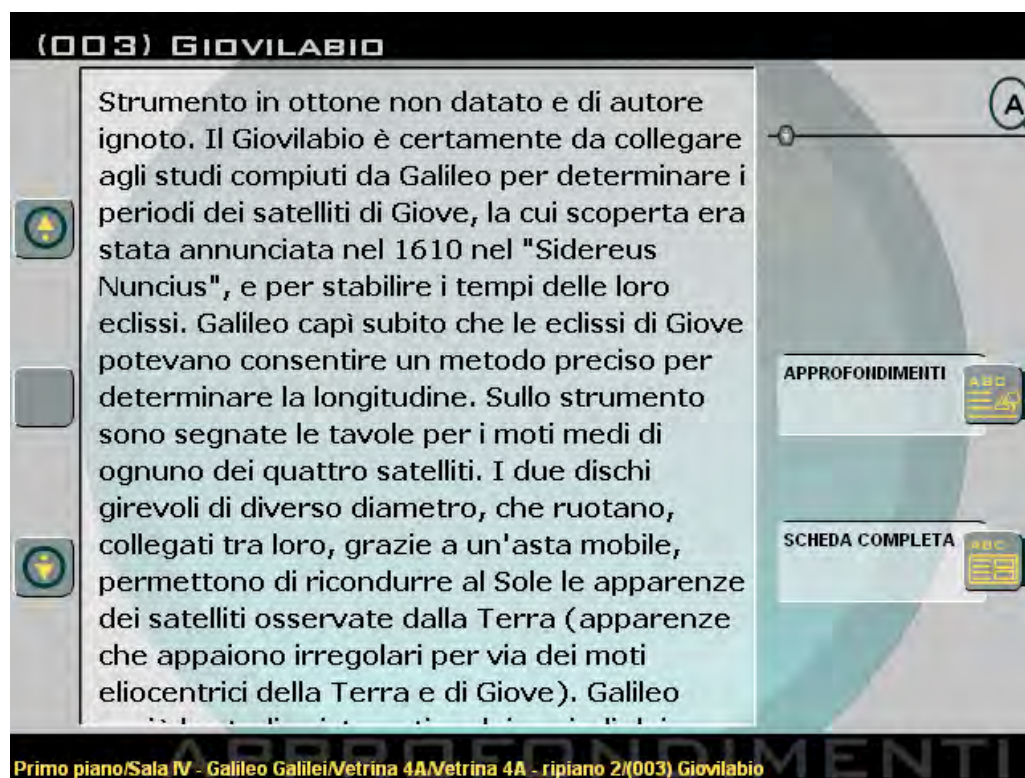 (003) GIOVILABIO
Strumento in ottone non datato e di autore
ignoto. Il Giovilabio è certamente da collegare
agli studi compiuti da Galileo per determinare i
periodi dei satelliti di Giove, la cui scoperta era
stata annunciata nel 1610 nel "Sidereus
Nuncius", e per stabilire i tempi delle loro
eclissi. Galileo capì subito che le eclissi di Giove
potevano consentire un metodo preciso per
determinare la longitudine. Sullo strumento
sono segnate le tavole per i moti medi di
ognuno dei quattro satelliti. I due dischi
girevoli di diverso diametro, che ruotano,
collegati tra loro, grazie a un'asta mobile,
permettono di ricondurre al Sole le apparenze
dei satelliti osservate dalla Terra (apparenze
che appaiono irregolari per via dei moti
eliocentrici della Terra e di Giove). Galileo
A
APPROFONDIMENTI
ABC
SCHEDA COMPLETA
ABC
APPROFONDIMENTI
Primo piano/Sala IV - Galileo Galilei/Vetrina 4A/Vetrina 4A - ripiano 2/(003) Giovilabio